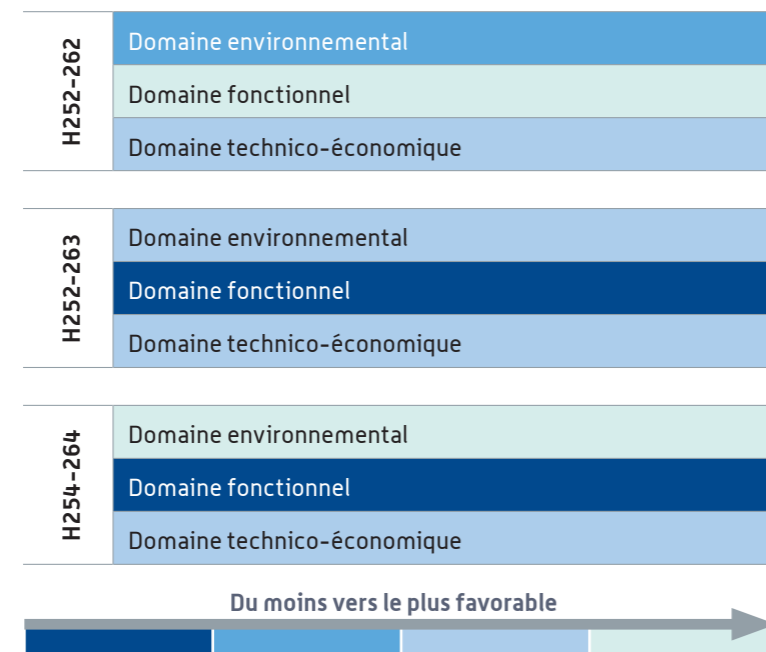 H252-262
Domaine environnemental
Domaine fonctionnel
Domaine technico-économique
H252-263
Domaine environnemental
Domaine fonctionnel
Domaine technico-économique
H254-264
Domaine environnemental
Domaine fonctionnel
Domaine technico-économique
Du moins vers le plus favorable